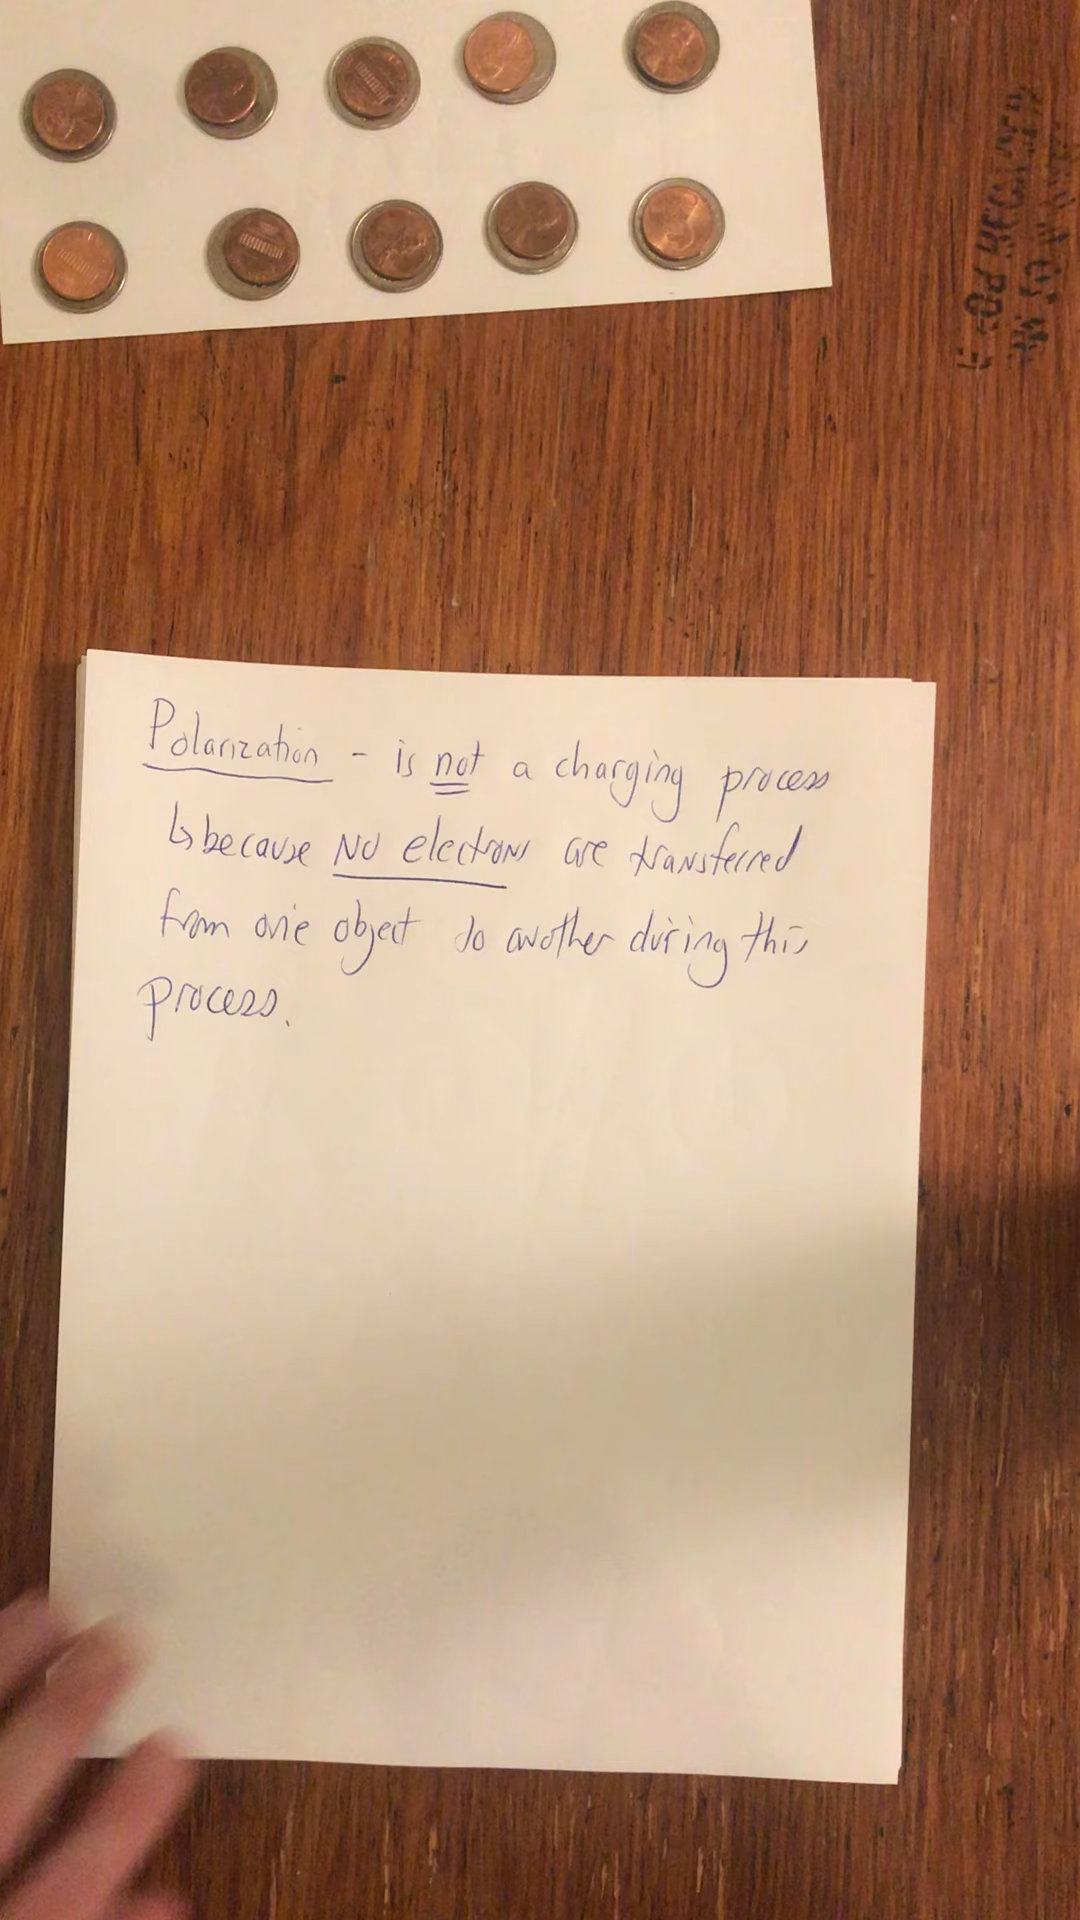 Polarization - is not a charging process
↳ because NO electrons are transferred
from one object to another during this
process.